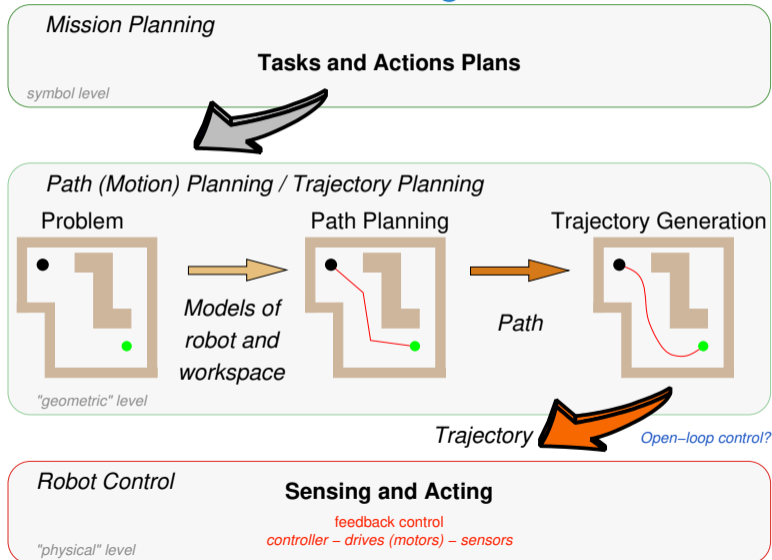 Mission Planning
Tasks and Actions Plans
symbol level
Path (Motion) Planning / Trajectory Planning
Problem
Path Planning
Trajectory Generation
Models of
robot and
workspace
Path
"geometric" level
Trajectory
Open–loop control?
Robot Control
Sensing and Acting
feedback control
controller – drives (motors) – sensors
"physical" level